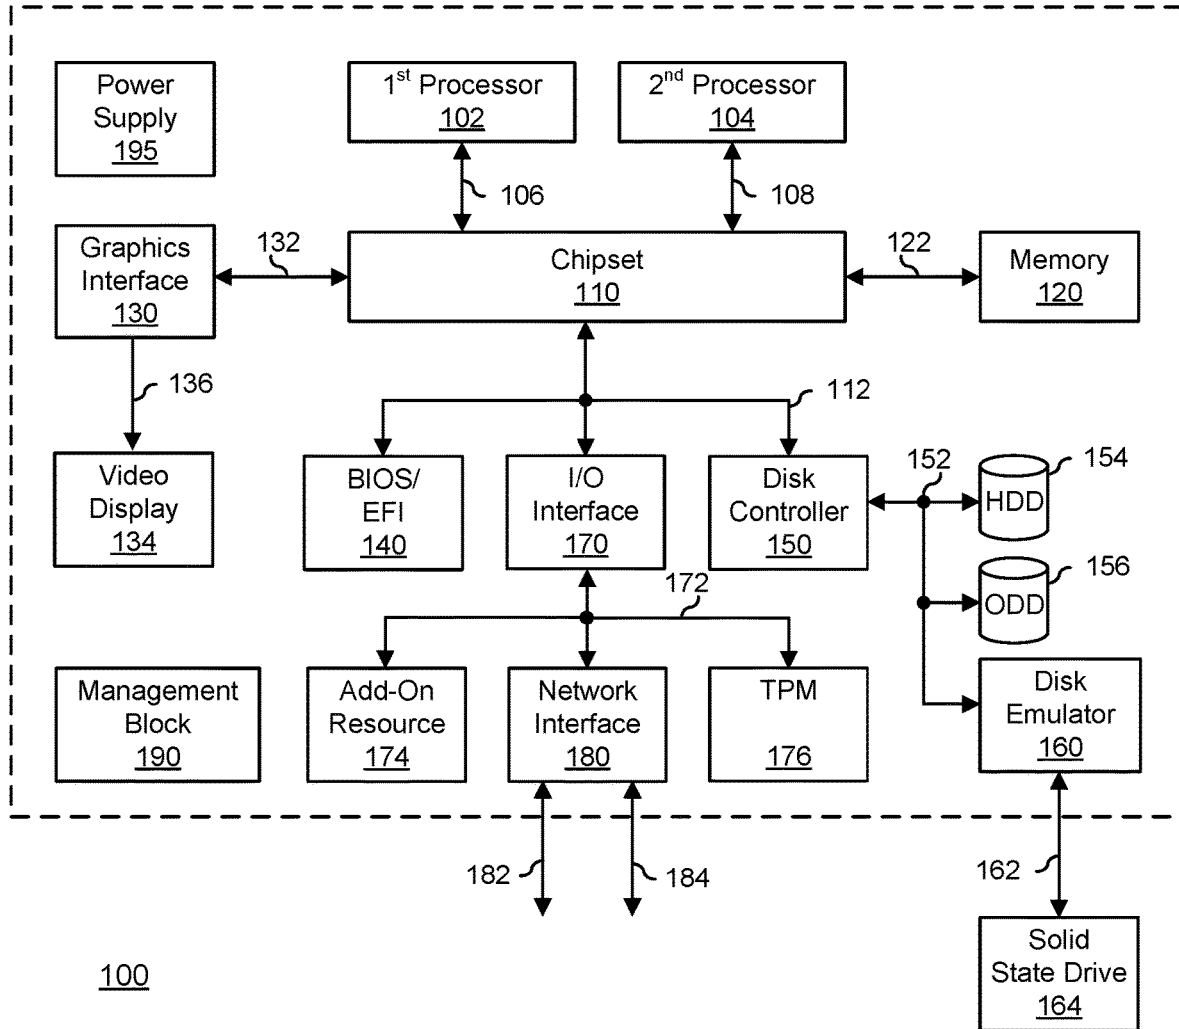 Power
Supply
195
1st Processor
102
2nd Processor
104
106
108
Graphics
Interface
130
132
Chipset
110
122
Memory
120
136
112
Video
Display
134
BIOS/
EFI
140
I/O
Interface
170
Disk
Controller
150
152
HDD
154
ODD
156
172
Management
Block
190
Add-On
Resource
174
Network
Interface
180
TPM
176
Disk
Emulator
160
182
184
162
Solid
State Drive
164
100